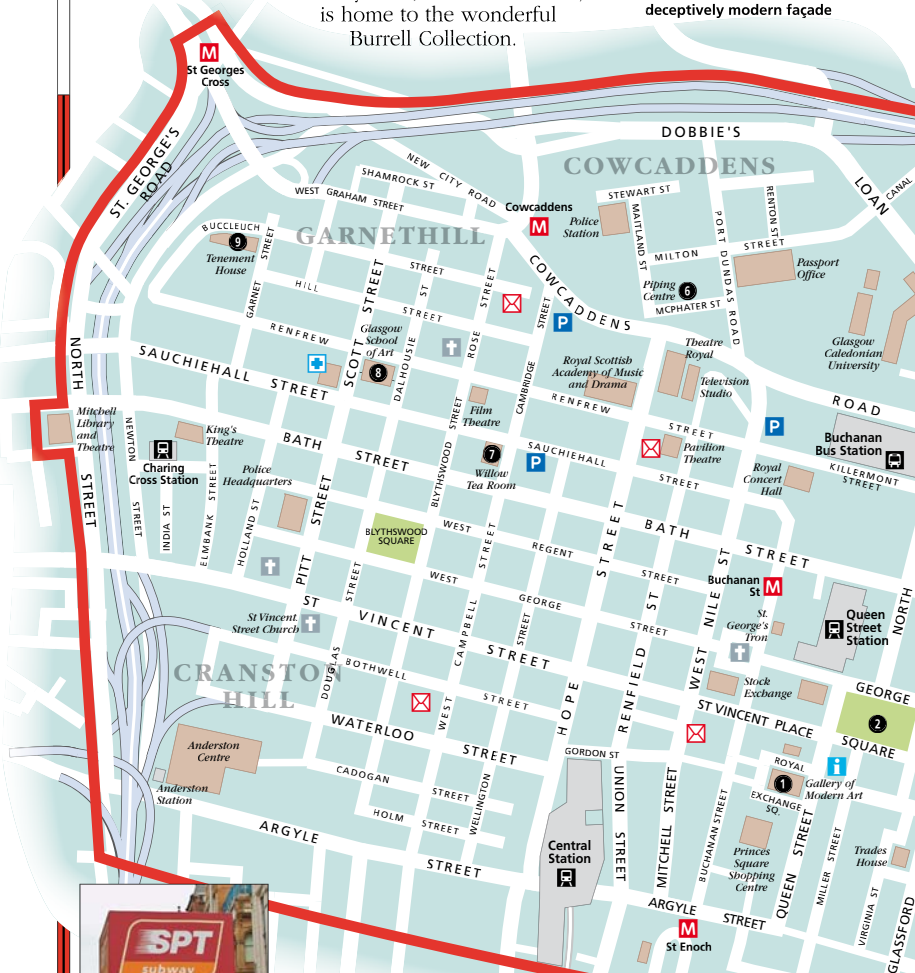 is home to the wonderful
Burrell Collection.
deceptively modern façade
M
St Georges
Cross
DOBBIE'S
COWCADDENS
LOAN
CANAL
ST. GEORGE'S
ROAD
NEW CITY ROAD
SHAMROCK ST
WEST GRAHAM STREET
STEWART ST
MAITLAND ST
RENTON ST
PORT DUNDAS ROAD
Cowcaddens
M
Police
Station
BUCCLEUCH
STREET
9
Tenement
House
GARNETHILL
MILTON STREET
Passport
Office
Piping
Centre
6
MCPHATER ST
COWCADDENS
ROAD
GARNET
STREET
HILL
STREET
SCOTT STREET
DALHOUSIE ST
ROSE STREET
CAMBRIDGE STREET
P
Glasgow
Caledonian
University
NORTH
STREET
RENFREW
STREET
Glasgow
School
of Art
8
SAUCHIEHALL STREET
Royal Scottish
Academy of Music
and Drama
Theatre
Royal
Television
Studio
RENFREW
STREET
Film
Theatre
P
Mitchell
Library
and
Theatre
NEWTON
STREET
King's
Theatre
Charing
Cross Station
BATH
STREET
BLYTHSWOOD
STREET
7
Willow
Tea Room
SAUCHIEHALL
STREET
P
Pavilion
Theatre
Royal
Concert
Hall
Buchanan
Bus Station
KILLERMONT
STREET
INDIA ST
ELMBANK STREET
HOLLAND ST
Police
Headquarters
PITT STREET
BLYTHSWOOD
SQUARE
WEST
REGENT
STREET
BATH
STREET
WEST
GEORGE
STREET
Buchanan
St
M
St.
George's
Tron
Queen
Street
Station
NORTH
St Vincent
Street Church
ST VINCENT STREET
CAMPBELL
STREET
WEST
STREET
HOPE STREET
RENFIELD ST
WEST NILE ST
CRANSTON
HILL
DOUGLAS
STREET
BOTHWELL
STREET
Stock
Exchange
ST VINCENT PLACE
GEORGE
2
SQUARE
WATERLOO
STREET
GORDON ST
ROYAL
1
EXCHANGE
SQ.
i
Gallery of
Modern Art
Anderston
Centre
Anderston
Station
CADOGAN
STREET
HOLM STREET
WELLINGTON
UNION STREET
MITCHELL STREET
BUCHANAN STREET
Princes
Square
Shopping
Centre
QUEEN STREET
MILLER STREET
Trades
House
VIRGINIA ST
GLASSFORD
ARGYLE
STREET
Central
Station
ARGYLE
STREET
M
St Enoch
SPT
subway